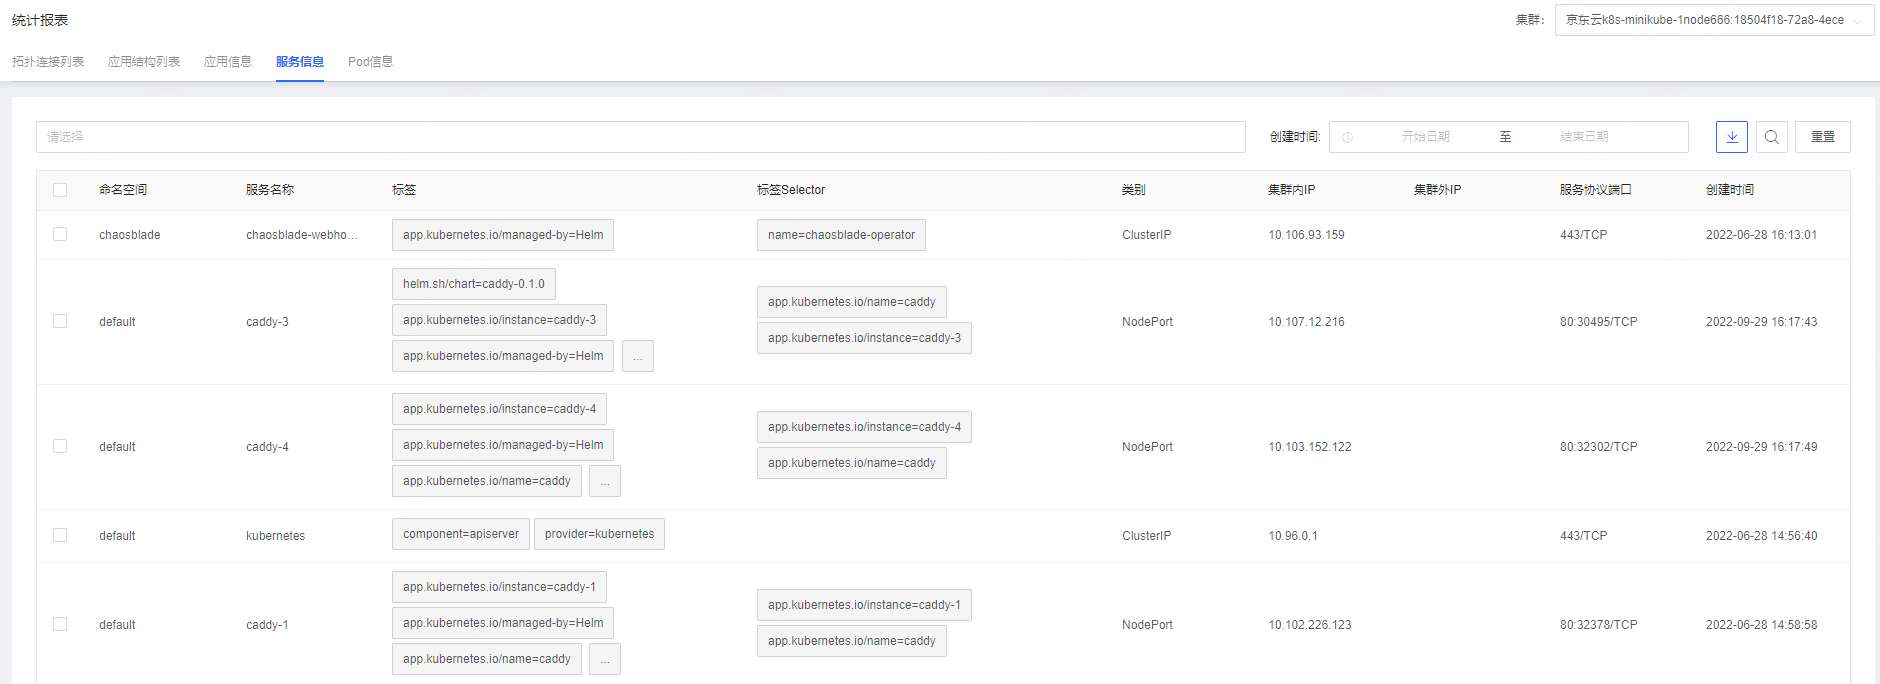 统计报表
集群: 京东云k8s-minikube-1node666:18504f18-72a8-4ece
拓扑连接列表 应用结构列表 应用信息 服务信息 Pod信息
请选择 创建时间: 开始日期 至 结束日期 重置
命名空间 服务名称 标签 标签Selector 类别 集群内IP 集群外IP 服务协议端口 创建时间
chaosblade chaosblade-webho... app.kubernetes.io/managed-by=Helm name=chaosblade-operator ClusterIP 10.106.93.159 443/TCP 2022-06-28 16:13:01
helm.sh/chart=caddy-0.1.0
app.kubernetes.io/name=caddy
app.kubernetes.io/instance=caddy-3
default caddy-3 NodePort 10.107.12.216 80:30495/TCP 2022-09-29 16:17:43
app.kubernetes.io/instance=caddy-3
app.kubernetes.io/managed-by=Helm ...
app.kubernetes.io/instance=caddy-4
app.kubernetes.io/instance=caddy-4
default caddy-4 app.kubernetes.io/managed-by=Helm NodePort 10.103.152.122 80:32302/TCP 2022-09-29 16:17:49
app.kubernetes.io/name=caddy
app.kubernetes.io/name=caddy ...
default kubernetes component=apiserver provider=kubernetes ClusterIP 10.96.0.1 443/TCP 2022-06-28 14:56:40
app.kubernetes.io/instance=caddy-1
app.kubernetes.io/instance=caddy-1
default caddy-1 app.kubernetes.io/managed-by=Helm NodePort 10.102.226.123 80:32378/TCP 2022-06-28 14:58:58
app.kubernetes.io/name=caddy
app.kubernetes.io/name=caddy ...